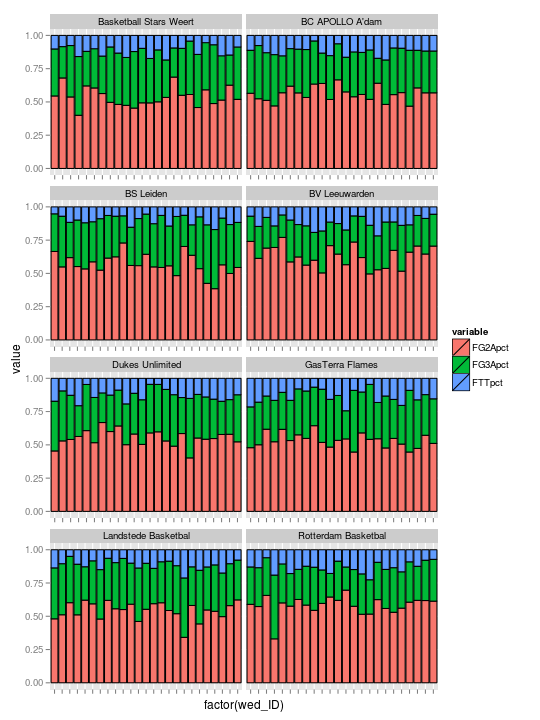 Basketball Stars Weert
BC APOLLO A'dam
1.00
0.75
0.50
0.25
0.00
BS Leiden
BV Leeuwarden
1.00
0.75
0.50
0.25
0.00
value
variable
FG2Apct
FG3Apct
FTTpct
Dukes Unlimited
GasTerra Flames
1.00
0.75
0.50
0.25
0.00
Landstede Basketbal
Rotterdam Basketbal
1.00
0.75
0.50
0.25
0.00
factor(wed_ID)